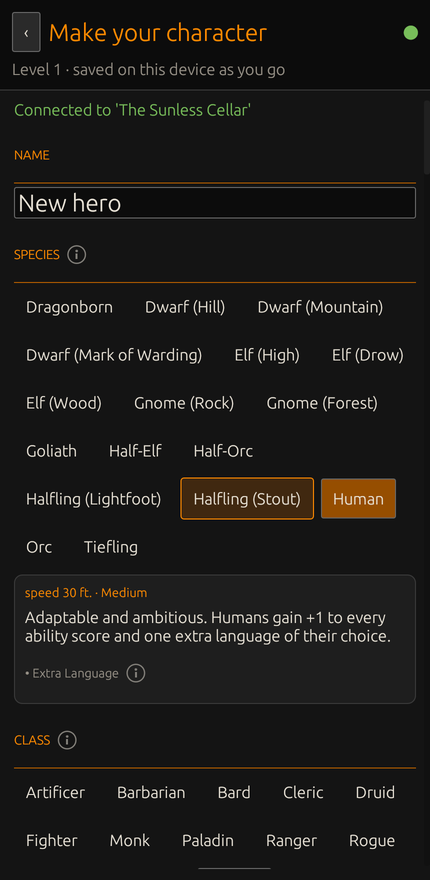 ‹ Make your character
Level 1 · saved on this device as you go
Connected to 'The Sunless Cellar'
NAME
New hero
SPECIES
Dragonborn Dwarf (Hill) Dwarf (Mountain)
Dwarf (Mark of Warding) Elf (High) Elf (Drow)
Elf (Wood) Gnome (Rock) Gnome (Forest)
Goliath Half-Elf Half-Orc
Halfling (Lightfoot) Halfling (Stout) Human
Orc Tiefling
speed 30 ft. · Medium
Adaptable and ambitious. Humans gain +1 to every
ability score and one extra language of their choice.
• Extra Language
CLASS
Artificer Barbarian Bard Cleric Druid
Fighter Monk Paladin Ranger Rogue